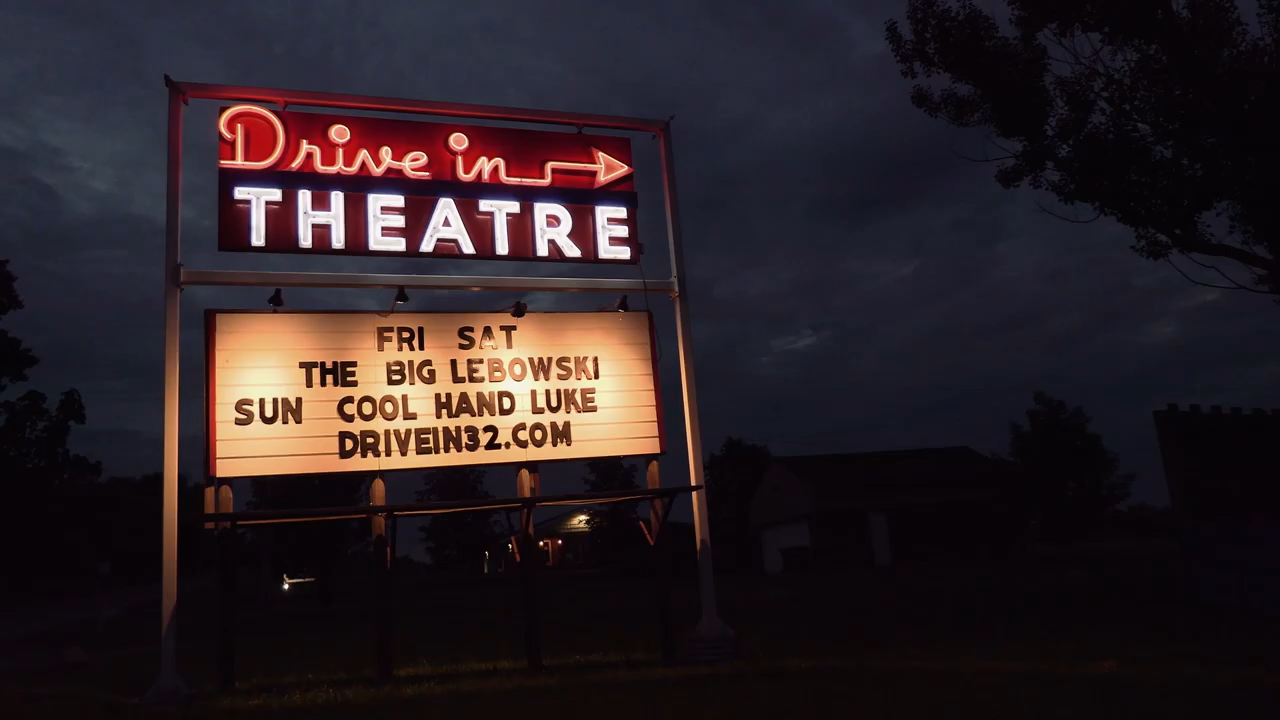 Drive in
THEATRE
FRI SAT
THE BIG LEBOWSKI
SUN COOL HAND LUKE
DRIVEIN32.COM